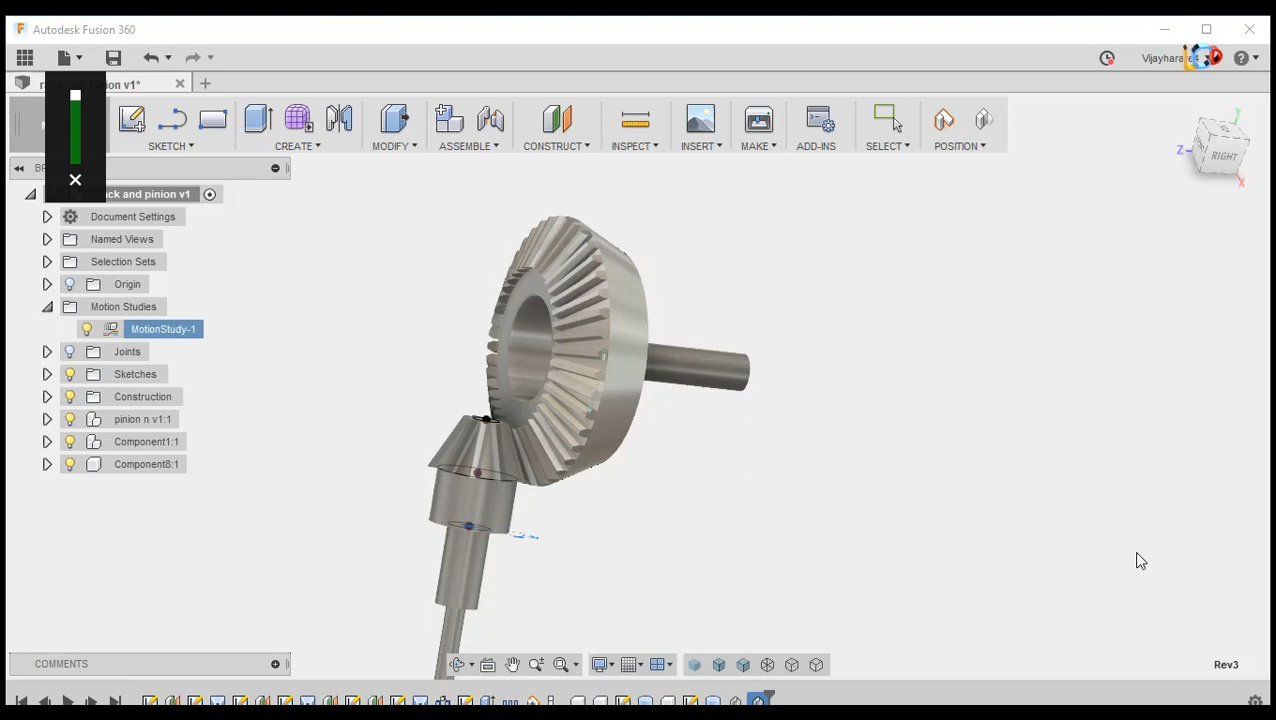 Autodesk Fusion 360
Vijayhara
ion v1*
SKETCH
CREATE
MODIFY
ASSEMBLE
CONSTRUCT
INSPECT
INSERT
MAKE
ADD-INS
SELECT
POSITION
RIGHT
Z
Y
X
ack and pinion v1
Document Settings
Named Views
Selection Sets
Origin
Motion Studies
MotionStudy-1
Joints
Sketches
Construction
pinion n v1:1
Component1:1
Component8:1
COMMENTS
Rev3